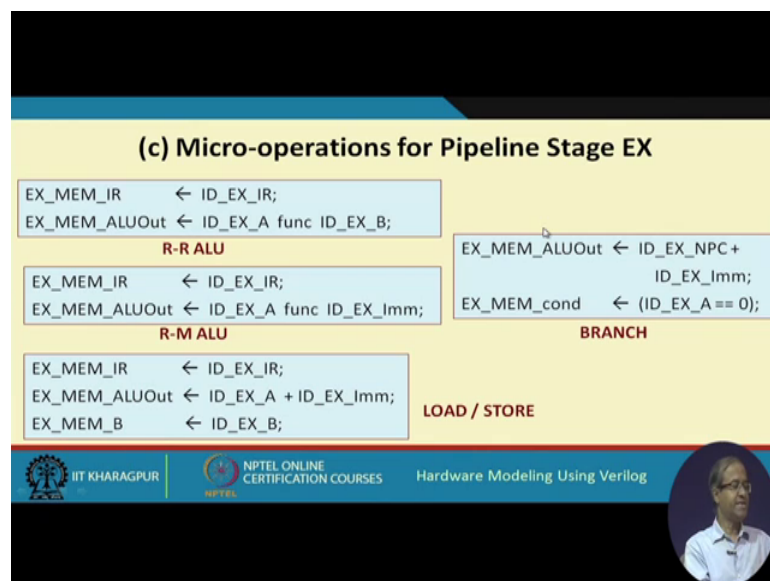 (c) Micro-operations for Pipeline Stage EX
EX_MEM_IR ← ID_EX_IR;
EX_MEM_ALUOut ← ID_EX_A func ID_EX_B;
R-R ALU
EX_MEM_IR ← ID_EX_IR;
EX_MEM_ALUOut ← ID_EX_A func ID_EX_Imm;
R-M ALU
EX_MEM_IR ← ID_EX_IR;
EX_MEM_ALUOut ← ID_EX_A + ID_EX_Imm;
EX_MEM_B ← ID_EX_B;
LOAD / STORE
EX_MEM_ALUOut ← ID_EX_NPC +
ID_EX_Imm;
EX_MEM_cond ← (ID_EX_A == 0);
BRANCH
IIT KHARAGPUR
NPTEL
NPTEL ONLINE
CERTIFICATION COURSES
Hardware Modeling Using Verilog